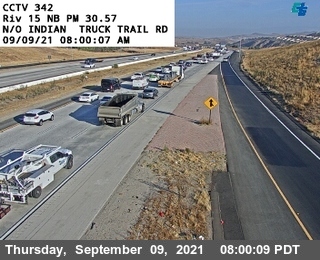 CCTV 342
Riv 15 NB PM 30.57
N/O INDIAN TRUCK TRAIL RD
09/09/21 08:00:07 AM
Thursday, September 09, 2021 08:00:09 PDT